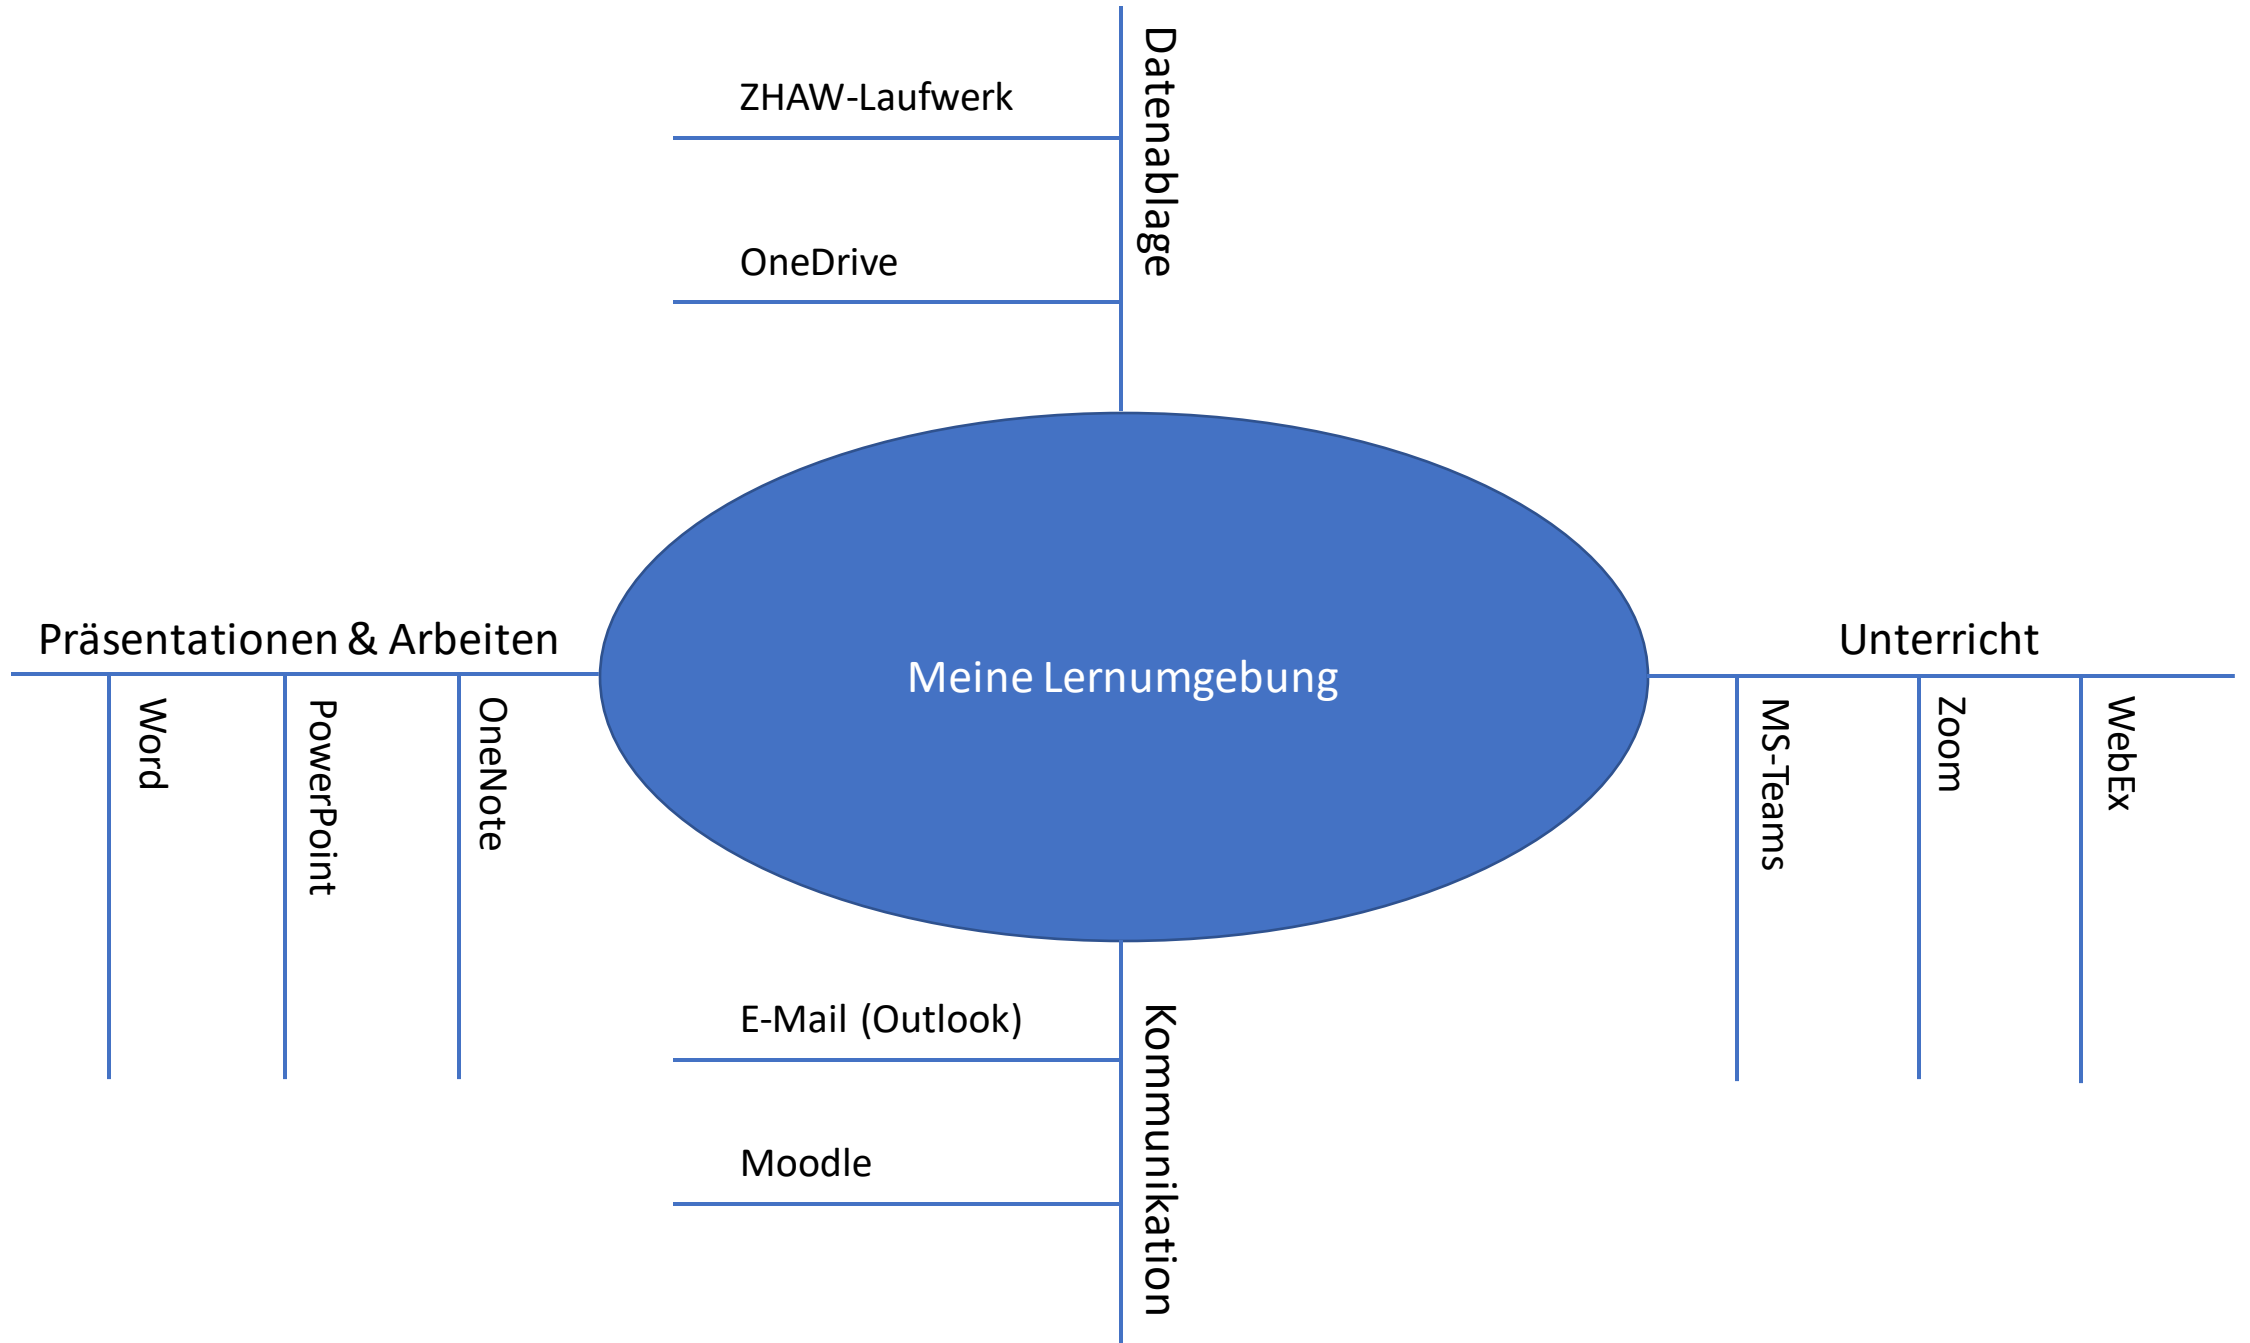 Datenablage
ZHAW-Laufwerk
OneDrive
Präsentationen & Arbeiten
Word
PowerPoint
OneNote
Meine Lernumgebung
Unterricht
MS-Teams
Zoom
WebEx
Kommunikation
E-Mail (Outlook)
Moodle